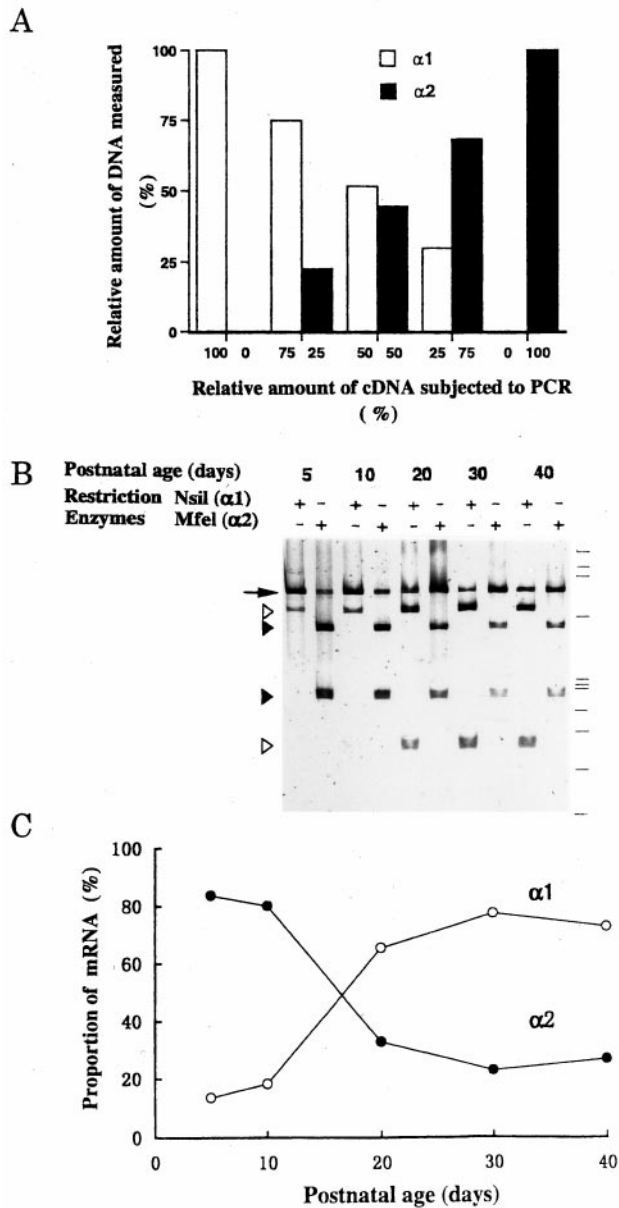 A
α1
α2
Relative amount of DNA measured
(%)
100
75
50
25
0
100 0 75 25 50 50 25 75 0 100
Relative amount of cDNA subjected to PCR
(%)
B
Postnatal age (days) 5 10 20 30 40
Restriction NsiI (α1) + - + - + - + - + -
Enzymes MfeI (α2) - + - + - + - + - +
C
Proportion of mRNA (%)
100
80
60
40
20
0
α1
α2
0 10 20 30 40
Postnatal age (days)